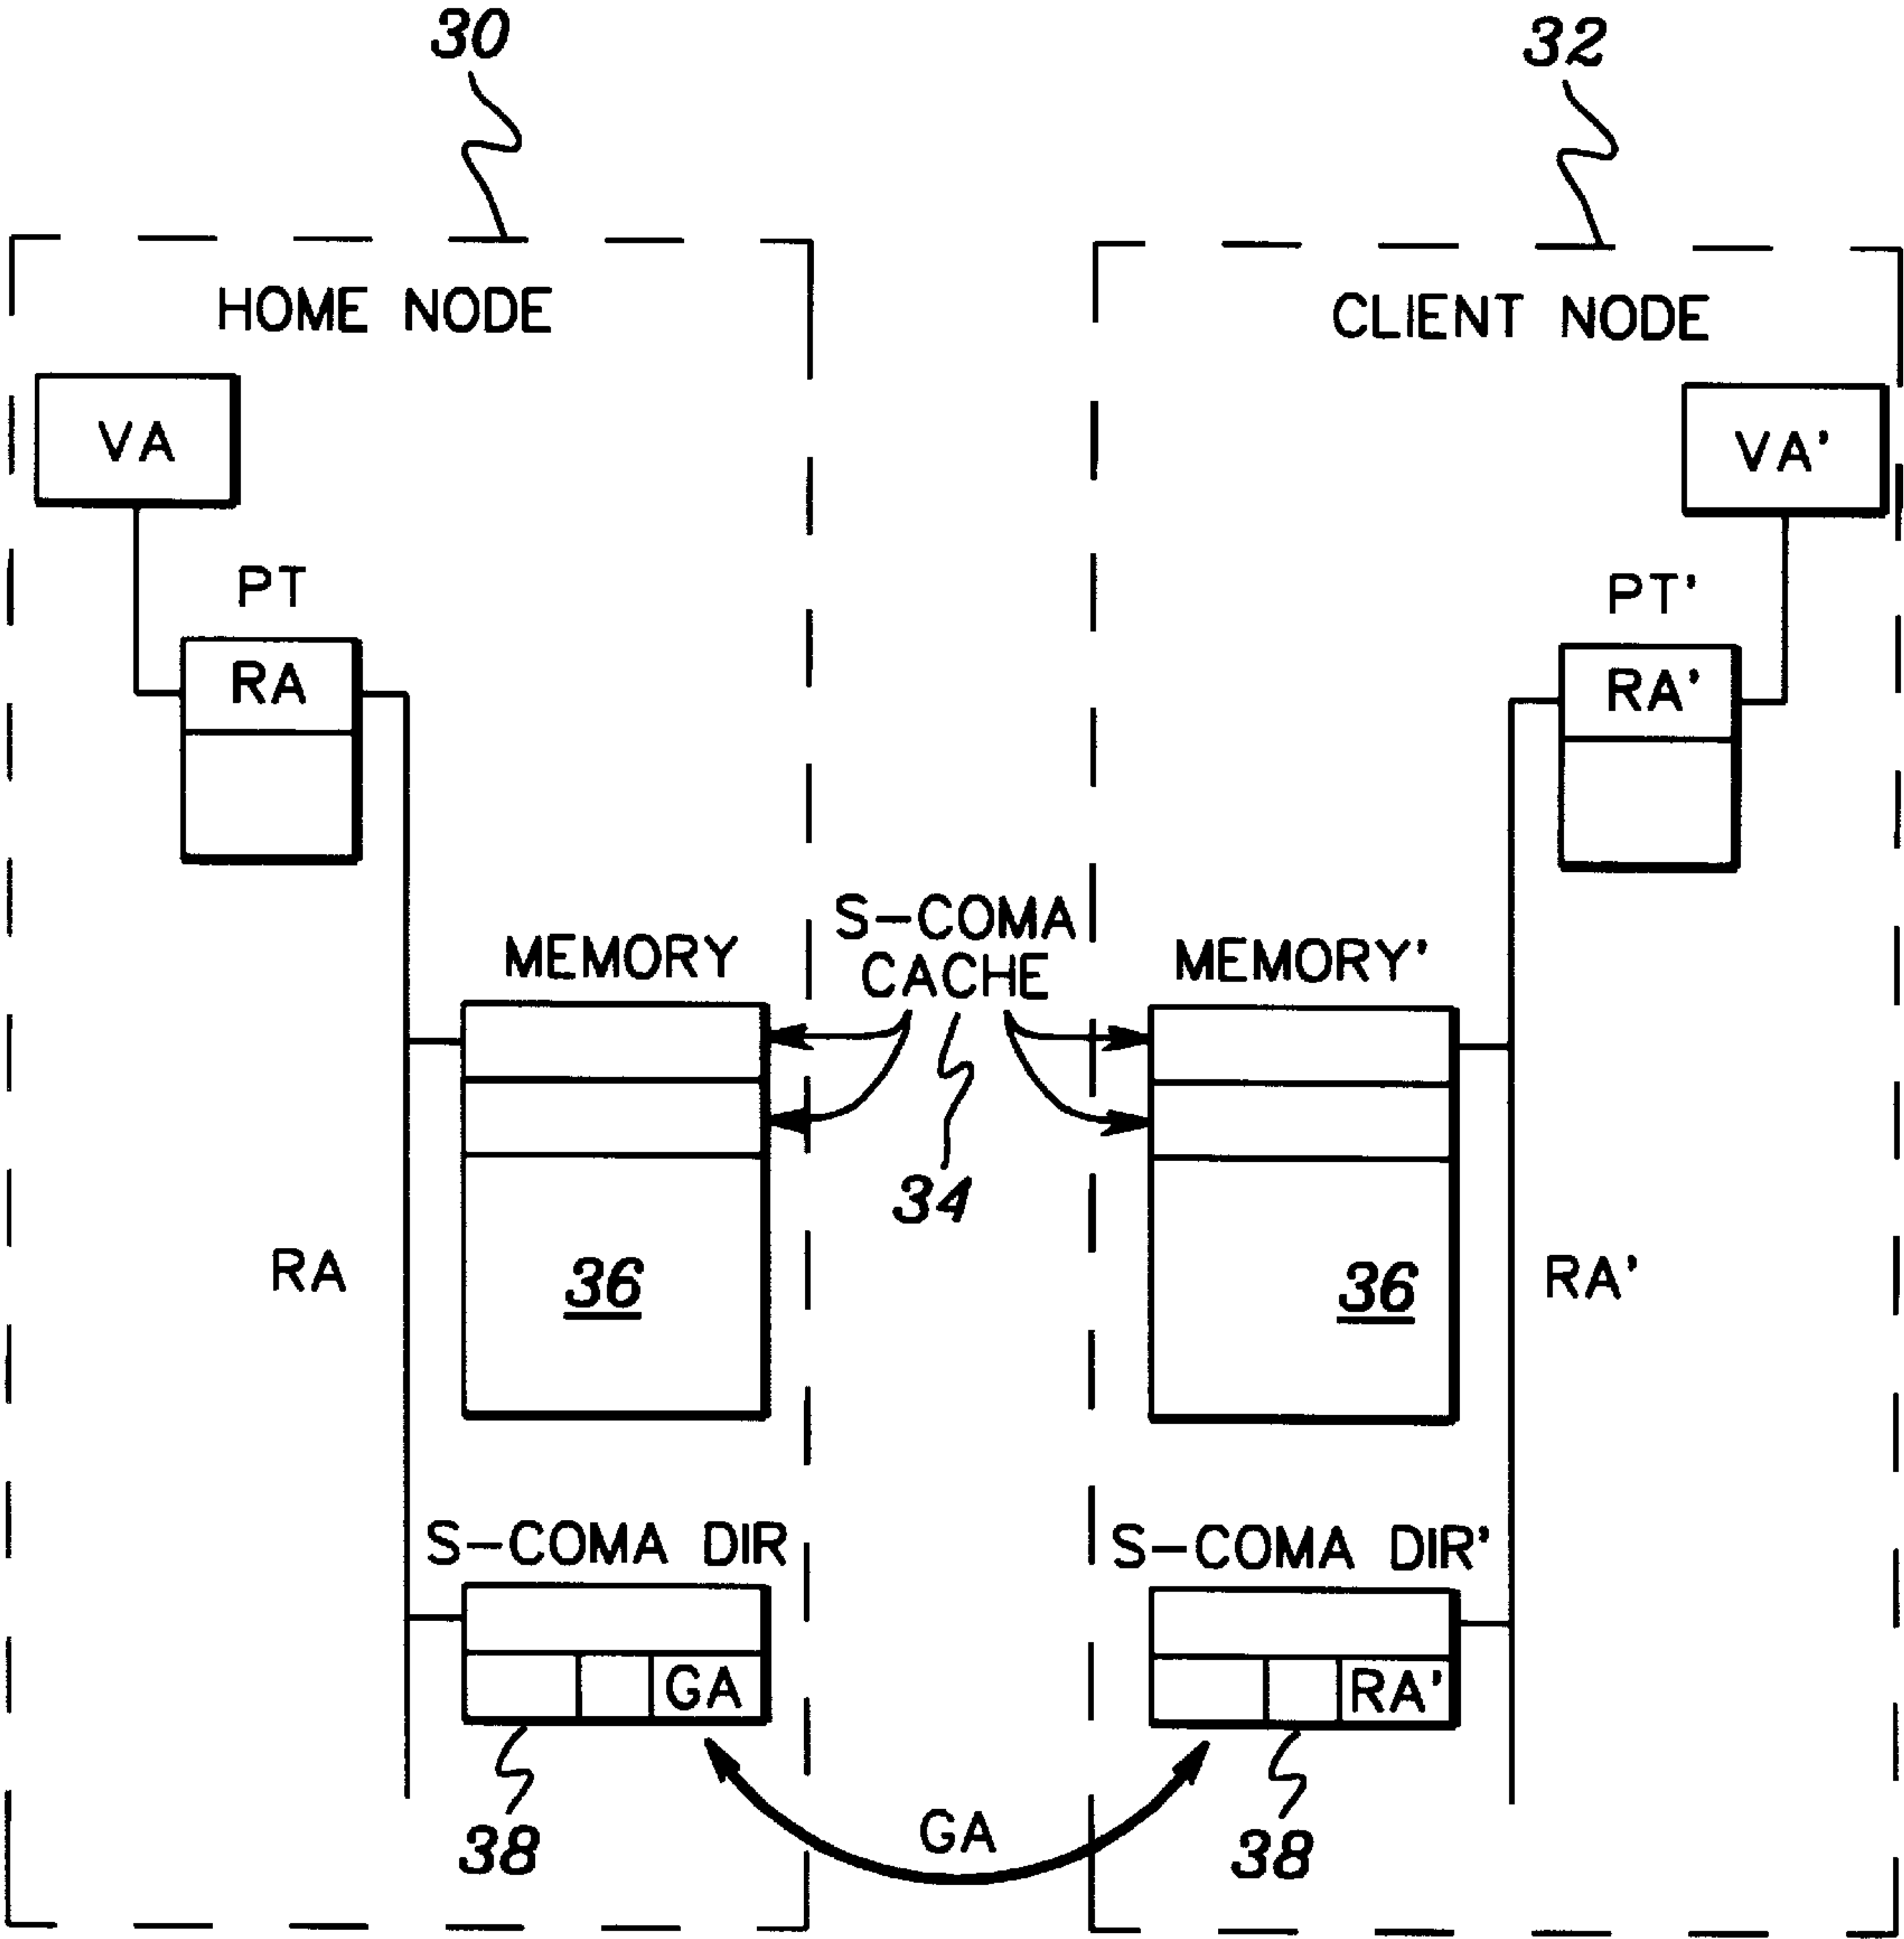 30
32
HOME NODE
CLIENT NODE
VA
VA'
PT
PT'
RA
RA'
S-COMA
CACHE
MEMORY
MEMORY'
34
36
36
RA
RA'
S-COMA DIR
S-COMA DIR'
GA
RA'
38
GA
38